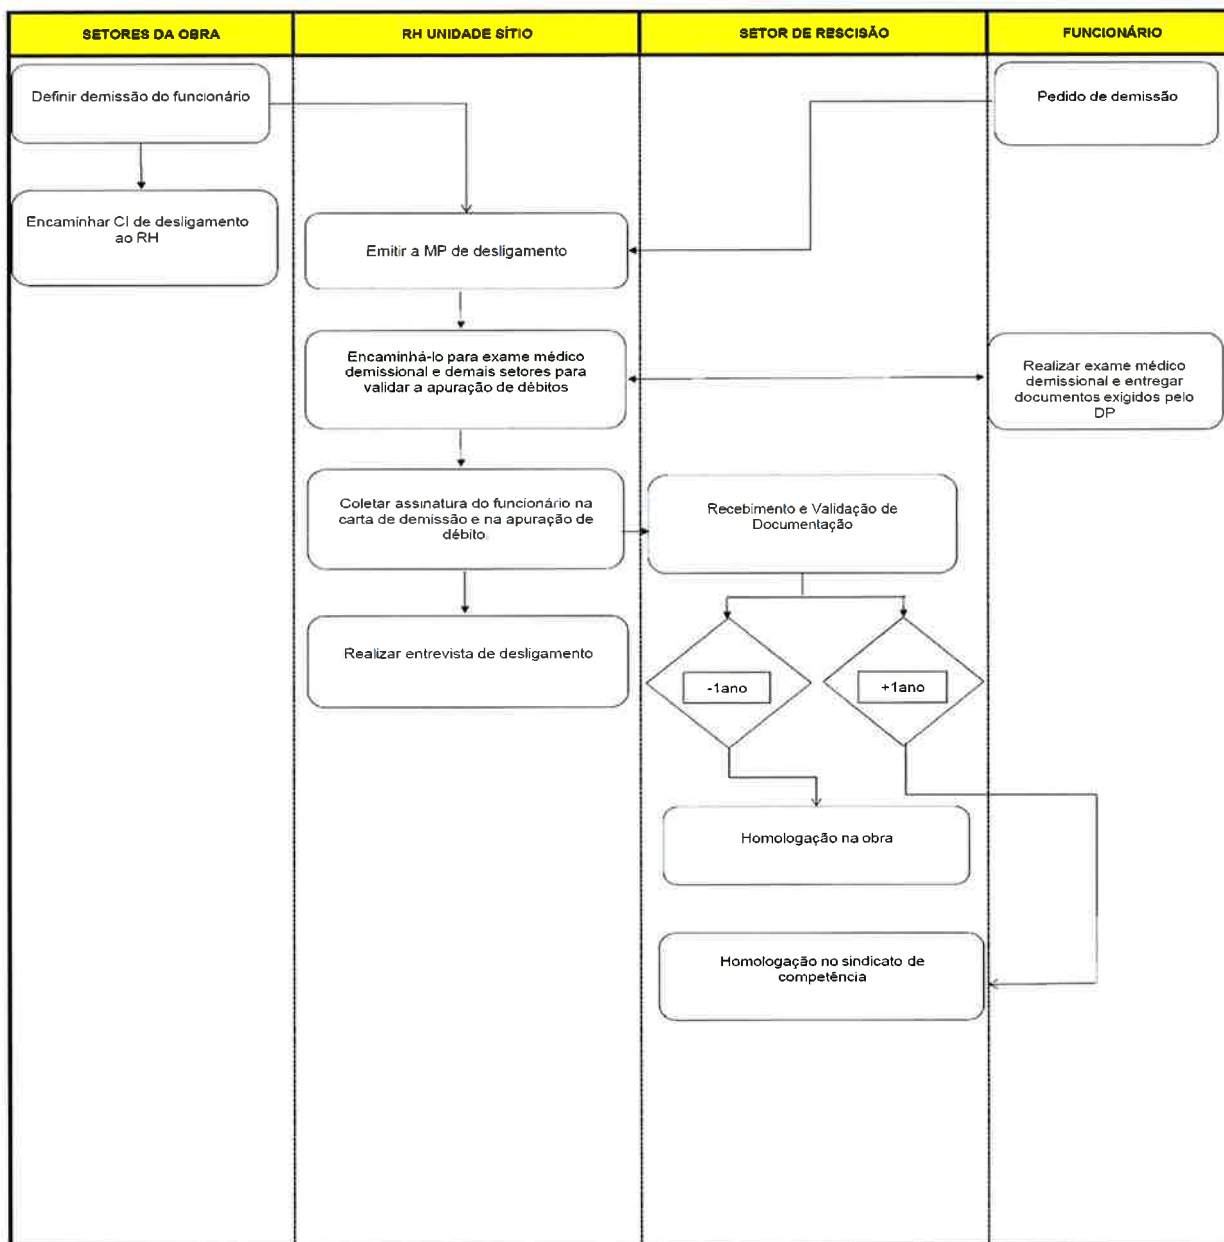 SETORES DA OBRA
RH UNIDADE SÍTIO
SETOR DE RESCISÃO
FUNCIONÁRIO
Definir demissão do funcionário
Pedido de demissão
Encaminhar CI de desligamento
ao RH
Emitir a MP de desligamento
Encaminhá-lo para exame médico
demissional e demais setores para
validar a apuração de débitos
Realizar exame médico
demissional e entregar
documentos exigidos pelo
DP
Coletar assinatura do funcionário na
carta de demissão e na apuração de
débito.
Recebimento e Validação de
Documentação
Realizar entrevista de desligamento
-1ano
+1ano
Homologação na obra
Homologação no sindicato de
competência